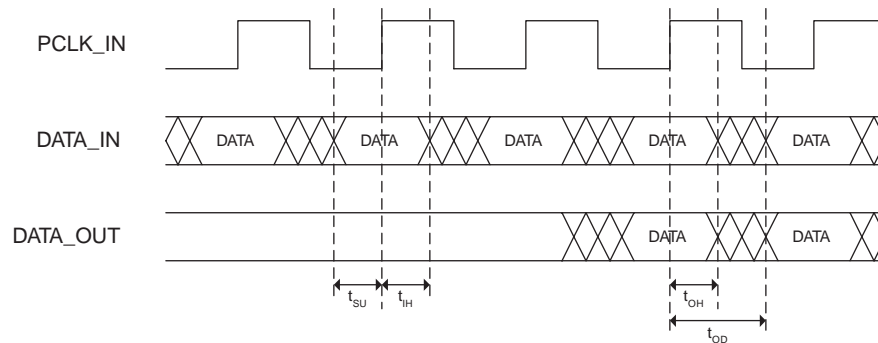 PCLK_IN
DATA_IN
DATA DATA DATA DATA DATA
DATA_OUT
DATA DATA
tSU tIH tOH
tOD